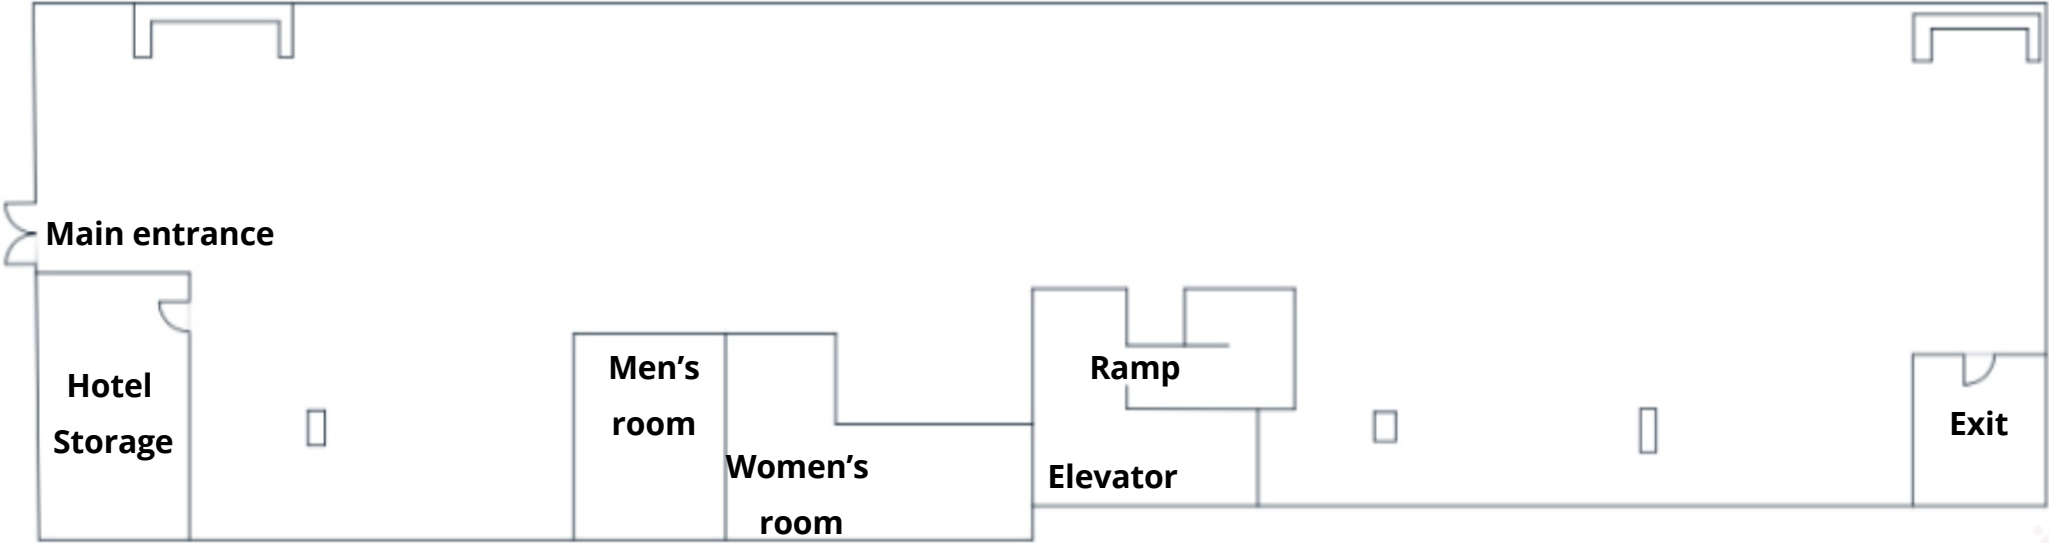 Main entrance
Hotel
Storage
Men's
room
Women's
room
Ramp
Elevator
Exit